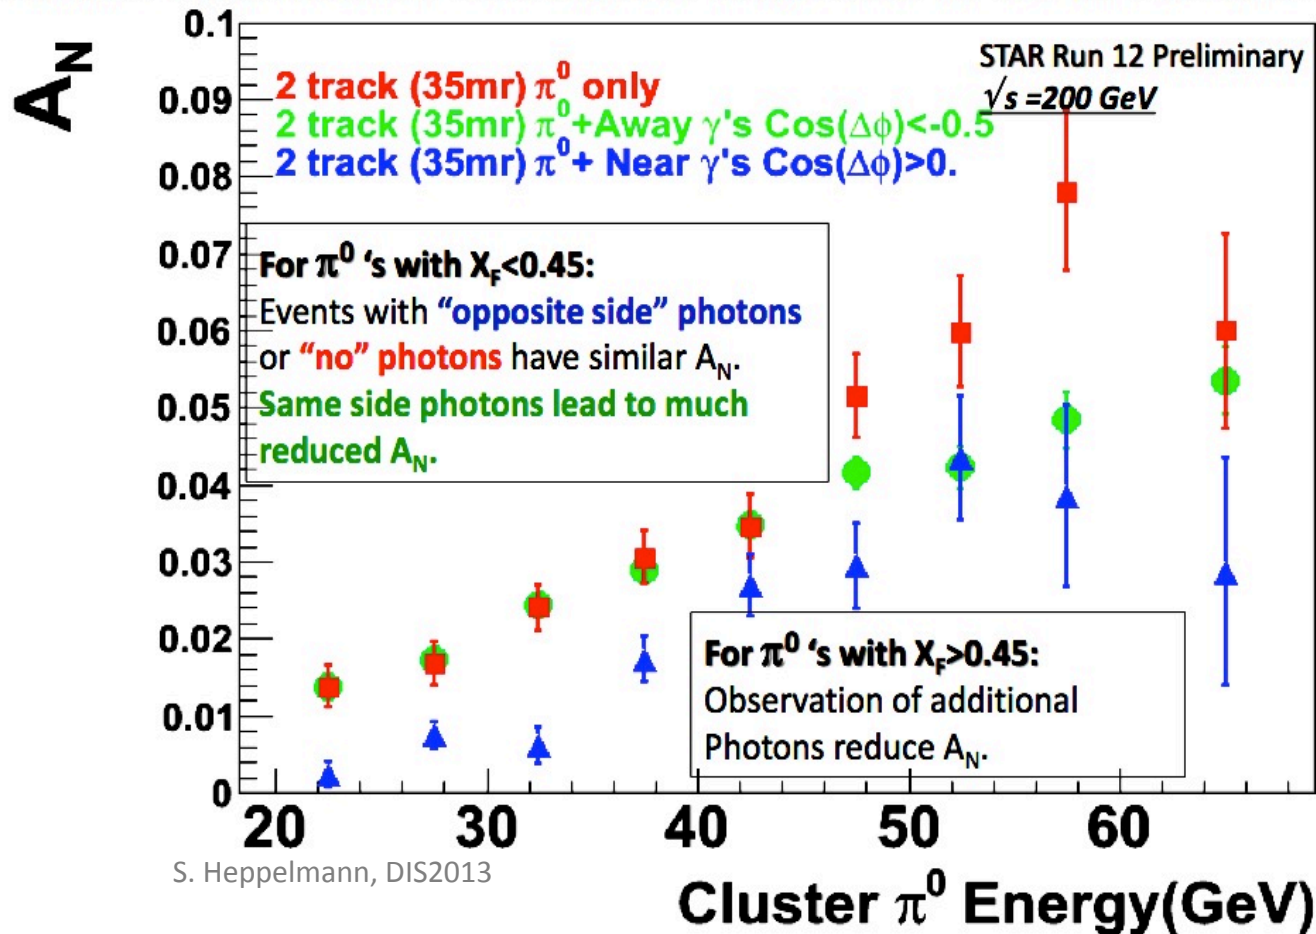 A_N
0.1
0.09
0.08
0.07
0.06
0.05
0.04
0.03
0.02
0.01
0
2 track (35mr) π⁰ only
2 track (35mr) π⁰+Away γ's Cos(Δϕ)<-0.5
2 track (35mr) π⁰+ Near γ's Cos(Δϕ)>0.
STAR Run 12 Preliminary
√s =200 GeV
For π⁰ 's with X_F<0.45:
Events with “opposite side” photons
or “no” photons have similar A_N.
Same side photons lead to much
reduced A_N.
For π⁰ 's with X_F>0.45:
Observation of additional
Photons reduce A_N.
20 30 40 50 60
S. Heppelmann, DIS2013
Cluster π⁰ Energy(GeV)